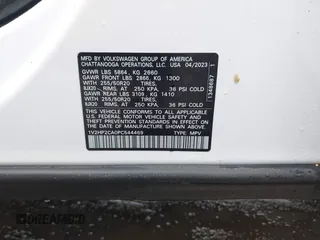 MFD BY VOLKSWAGEN GROUP OF AMERICA
CHATTANOOGA OPERATIONS, LLC. USA 04/2023
GVWR LBS 5864, KG 2660
GAWR FRONT LBS 2866, KG 1300
WITH TIRES: 255/50R20
RIMS: 8JX20 AT 250 KPA, 36 PSI COLD
GAWR REAR LBS 3109, KG 1410
WITH TIRES: 255/50R20
RIMS: 8JX20 AT 250 KPA, 36 PSI COLD
THIS VEHICLE CONFORMS TO ALL APPLICABLE
FEDERAL MOTOR VEHICLE SAFETY, BUMPER,
AND THEFT PREVENTION STANDARDS IN EFFECT
ON THE DATE OF MANUFACTURE SHOWN ABOVE
1V2HP2CA0PC544468 TYPE: MPV